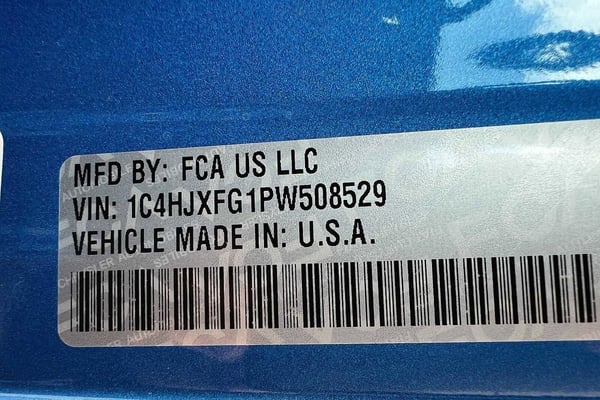 MFD BY: FCA US LLC
VIN: 1C4HJXFG1PW508529
VEHICLE MADE IN: U.S.A.